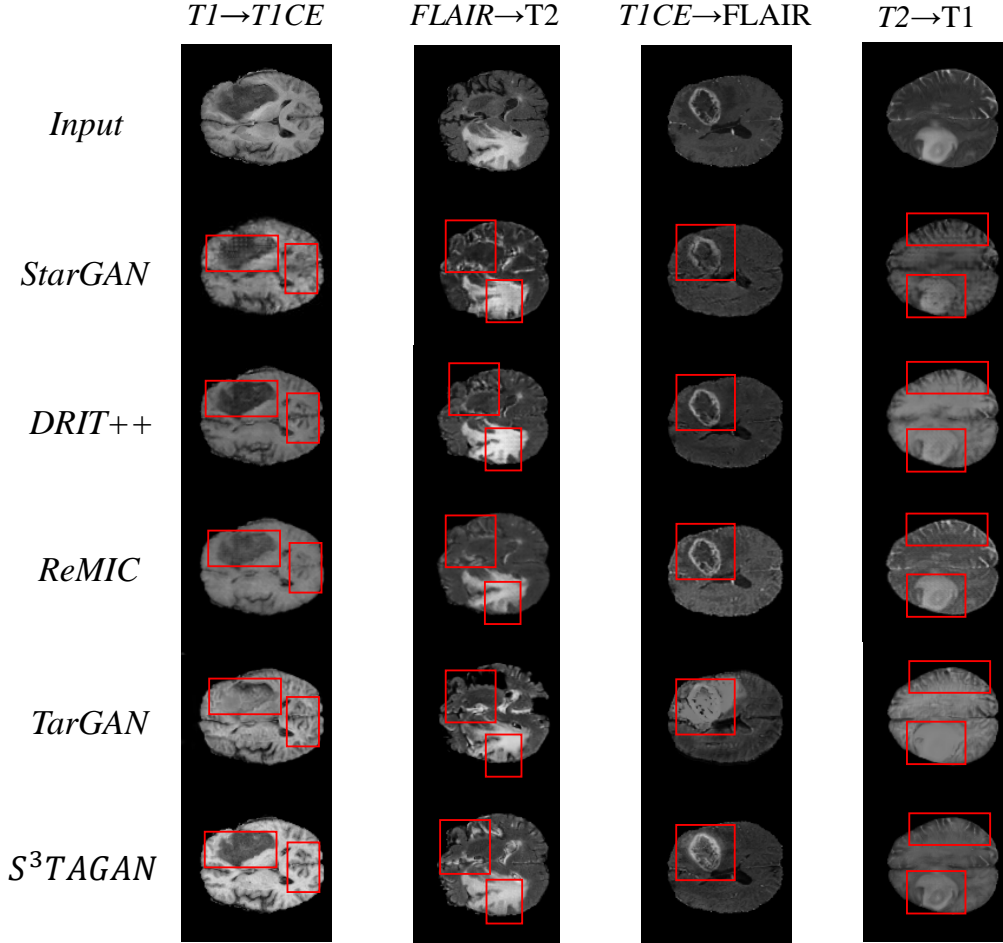 T1→T1CE FLAIR→T2 T1CE→FLAIR T2→T1
Input
StarGAN
DRIT++
ReMIC
TarGAN
S³TAGAN